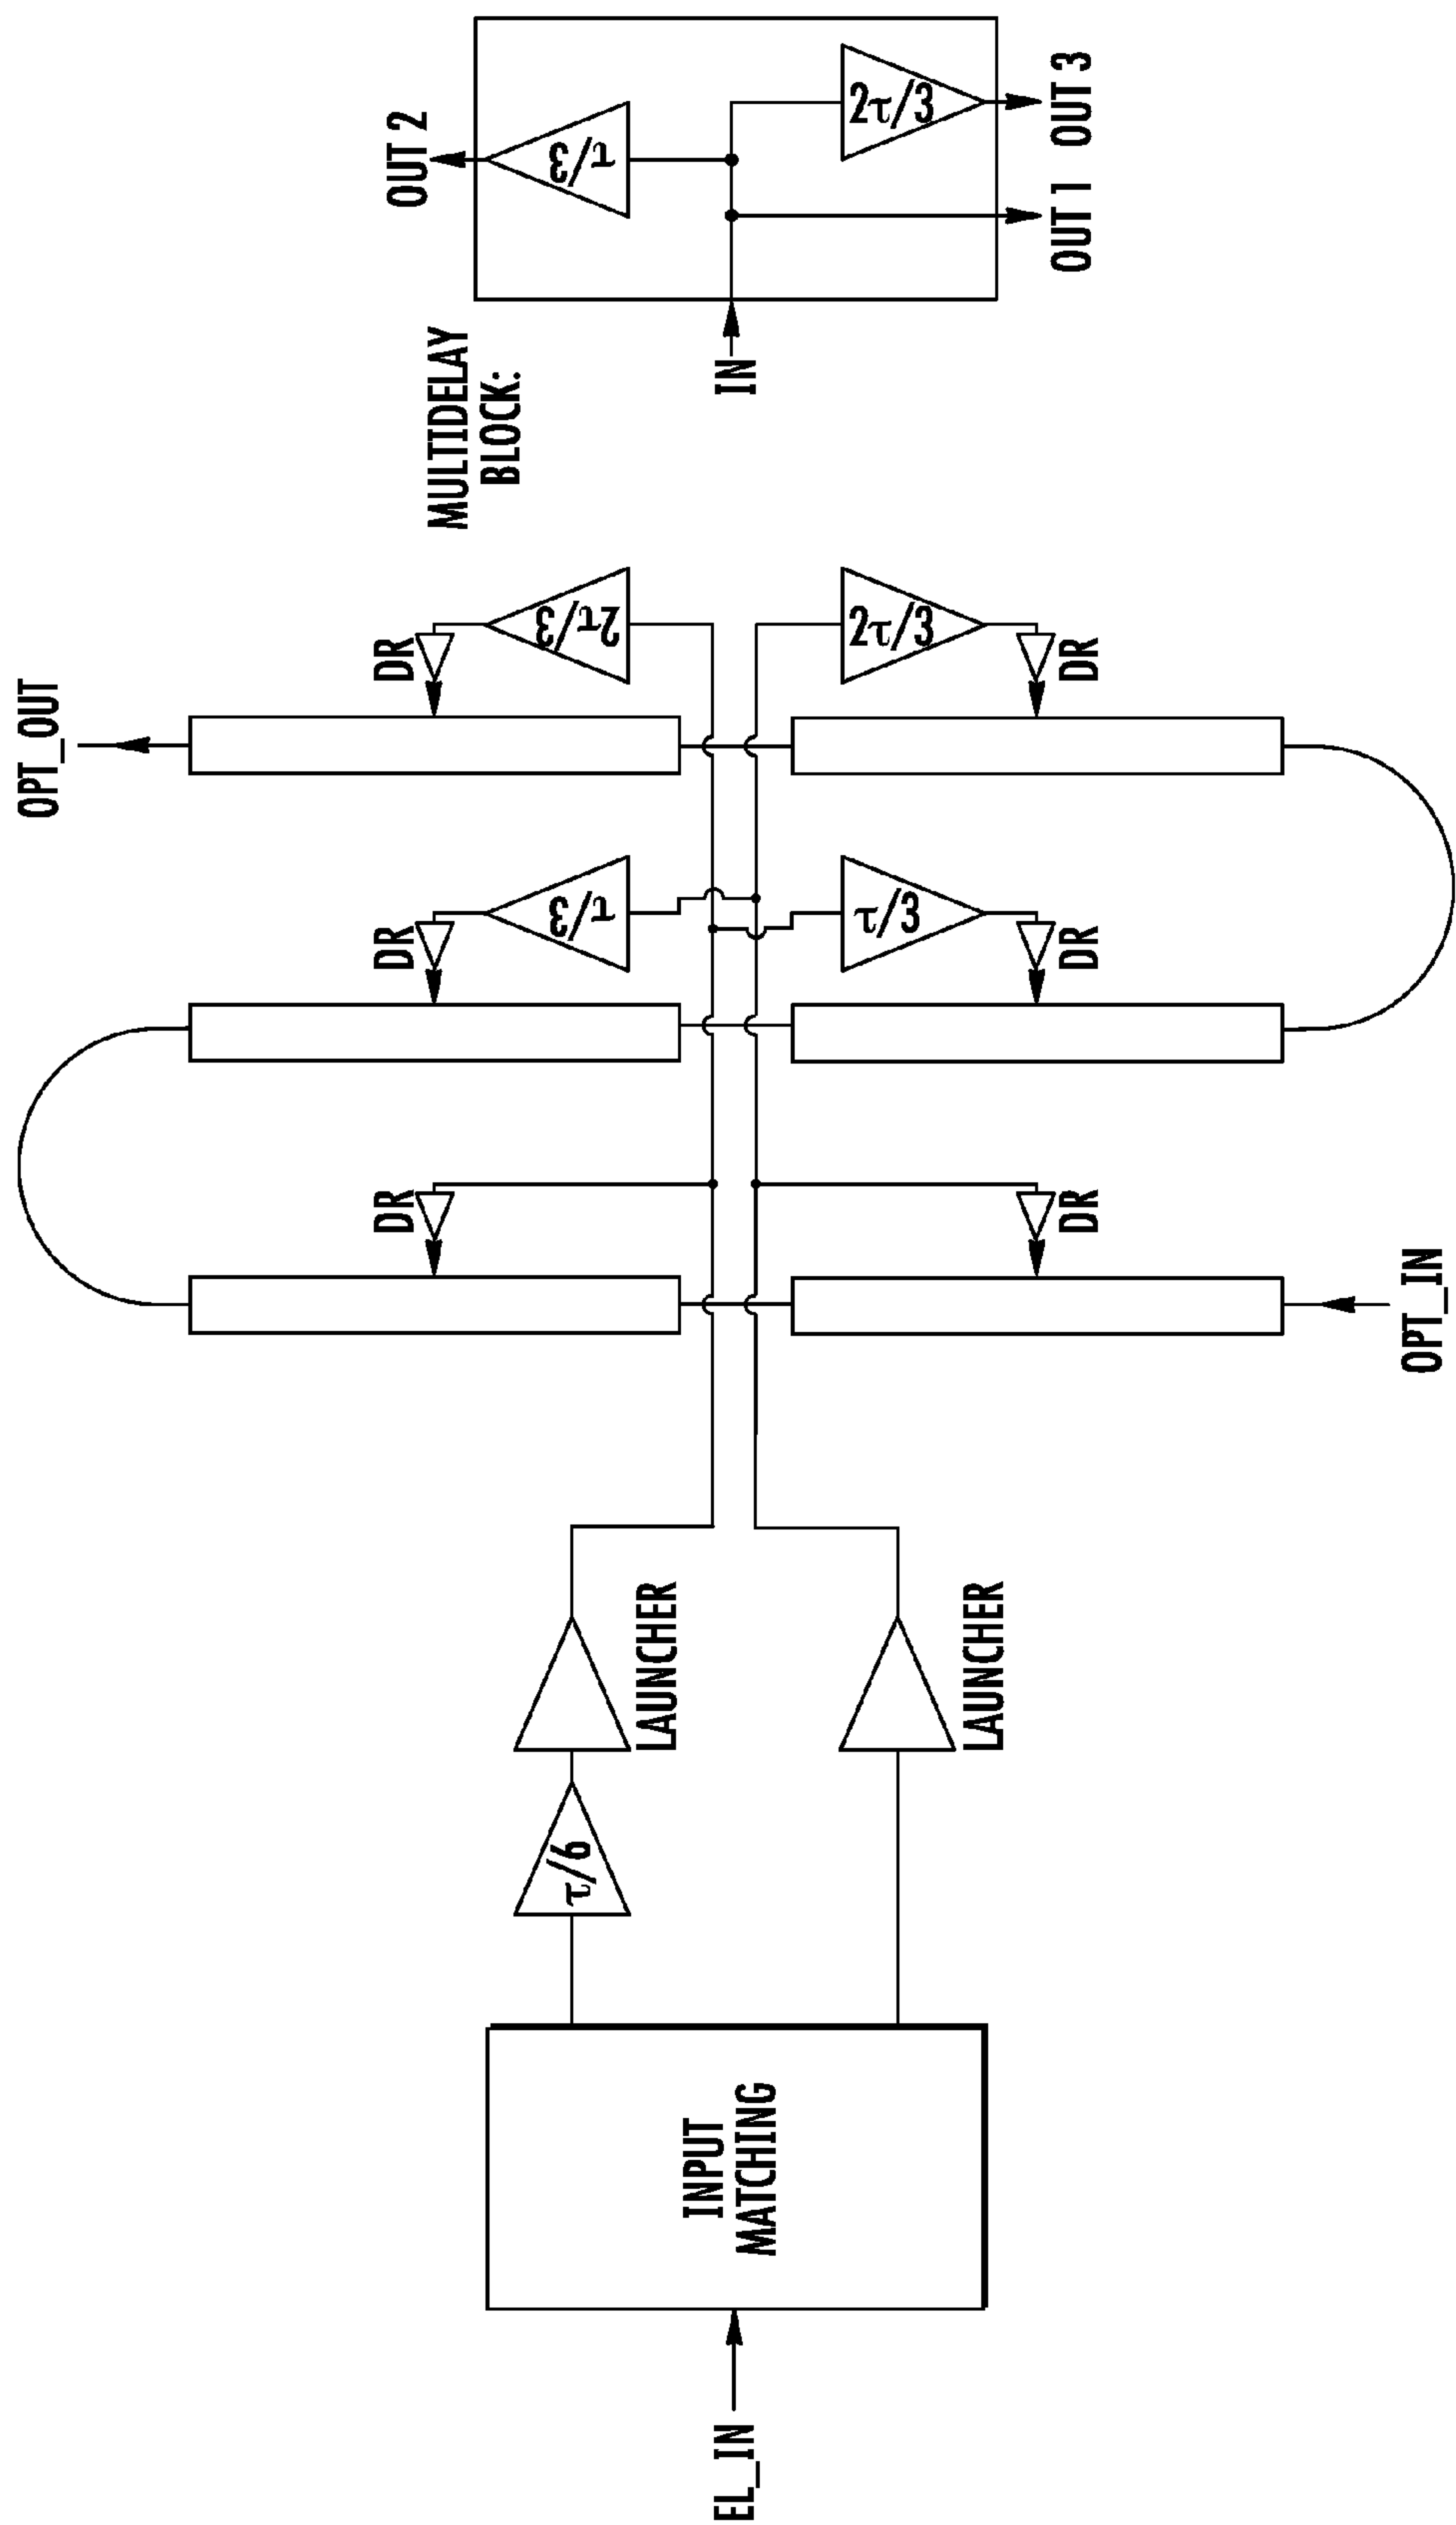 EL_IN
INPUT
MATCHING
τ/6
LAUNCHER
LAUNCHER
OPT_IN
DR
DR
DR
τ/3
DR
τ/3
OPT_OUT
DR
2τ/3
DR
2τ/3
MULTIDELAY
BLOCK:
IN
OUT 2
τ/3
2τ/3
OUT 1
OUT 3